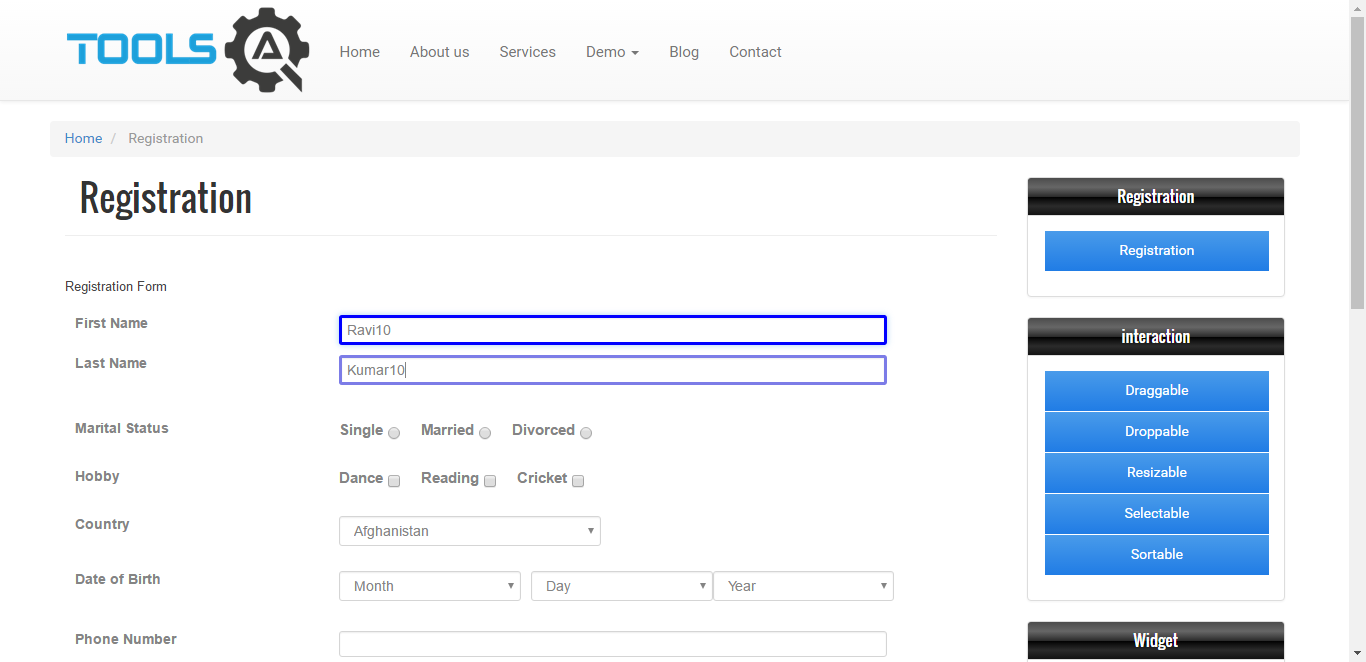 TOOLS QA
Home About us Services Demo Blog Contact
Home / Registration
Registration
Registration Form
First Name Ravi10
Last Name Kumar10
Marital Status Single Married Divorced
Hobby Dance Reading Cricket
Country Afghanistan
Date of Birth Month Day Year
Phone Number
Registration
Registration
interaction
Draggable
Droppable
Resizable
Selectable
Sortable
Widget